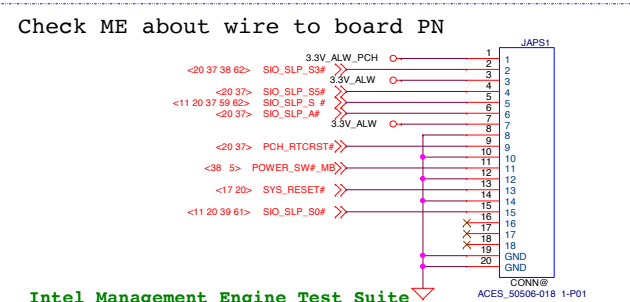 Check ME about wire to board PN
JAPS1
3.3V_ALW_PCH 1 1
<20 37 38 62> SIO_SLP_S3# 2 2
3.3V_ALW 3 3
<20 37> SIO_SLP_S5# 4 4
<11 20 37 59 62> SIO_SLP_S # 5 5
<20 37> SIO_SLP_A# 6 6
3.3V_ALW 7 7
8 8
<20 37> PCH_RTCRST# 9 9
10 10
<38 5> POWER_SW#_MB 11 11
12 12
<17 20> SYS_RESET# 13 13
14 14
<11 20 39 61> SIO_SLP_S0# 15 15
16 16
17 17
18 18
19 GND
20 GND
CONN@
ACES_50506-018 1-P01
Intel Management Engine Test Suite